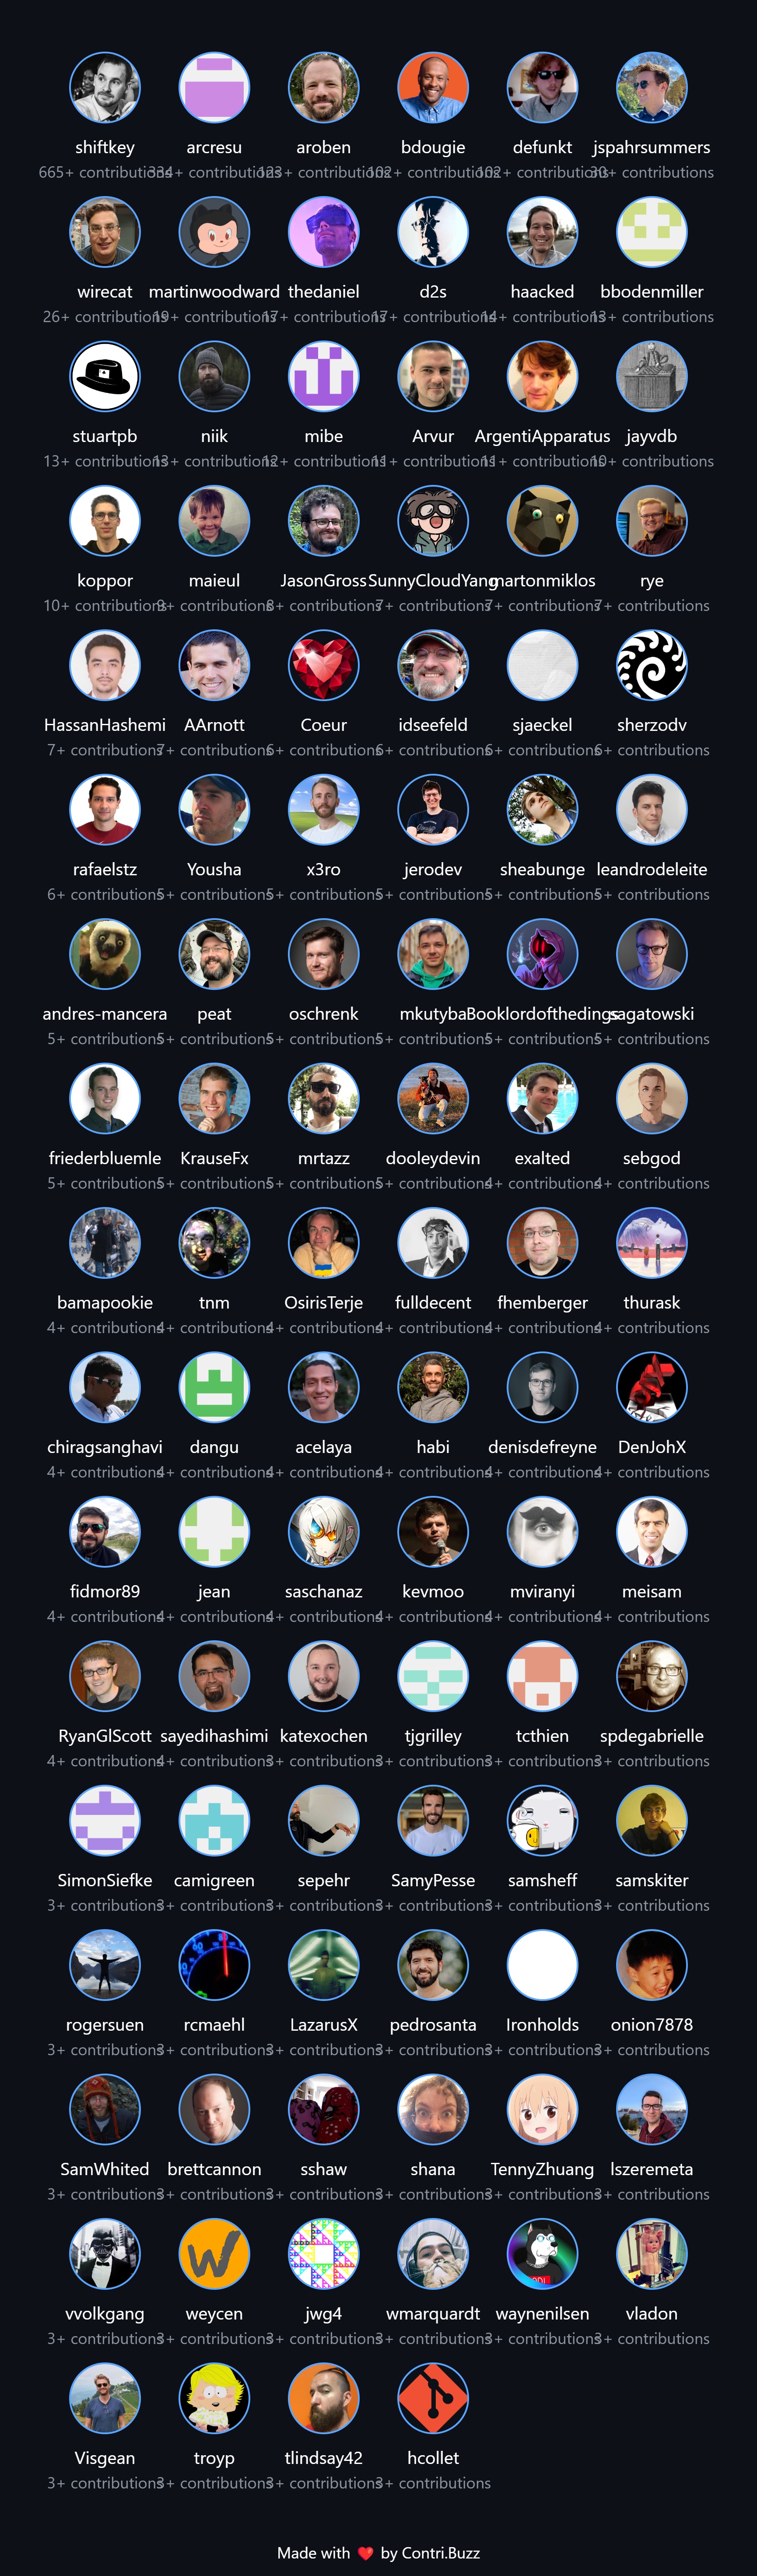 shiftkey arcresu aroben bdougie defunkt jspahrsummers
665+ contributions 334+ contributions 123+ contributions 102+ contributions 102+ contributions 30+ contributions
wirecat martinwoodward thedaniel d2s haacked bbodenmiller
26+ contributions 19+ contributions 17+ contributions 17+ contributions 14+ contributions 13+ contributions
stuartpb niik mibe Arvur ArgentiApparatus jayvdb
13+ contributions 13+ contributions 12+ contributions 11+ contributions 11+ contributions 10+ contributions
koppor maieul JasonGross SunnyCloudYang martonmiklos rye
10+ contributions 9+ contributions 8+ contributions 7+ contributions 7+ contributions 7+ contributions
HassanHashemi AArnott Coeur idseefeld sjaeckel sherzodv
7+ contributions 7+ contributions 6+ contributions 6+ contributions 6+ contributions 6+ contributions
rafaelstz Yousha x3ro jerodev sheabunge leandrodeleite
6+ contributions 5+ contributions 5+ contributions 5+ contributions 5+ contributions 5+ contributions
andres-mancera peat oschrenk mkutyba Booklordofthedings sagatowski
5+ contributions 5+ contributions 5+ contributions 5+ contributions 5+ contributions 5+ contributions
friederbluemle KrauseFx mrtazz dooleydevin exalted sebgod
5+ contributions 5+ contributions 5+ contributions 5+ contributions 4+ contributions 4+ contributions
bamapookie tnm OsirisTerje fulldecent fhemberger thurask
4+ contributions 4+ contributions 4+ contributions 4+ contributions 4+ contributions 4+ contributions
chiragsanghavi dangu acelaya habi denisdefreyne DenJohX
4+ contributions 4+ contributions 4+ contributions 4+ contributions 4+ contributions 4+ contributions
fidmor89 jean saschanaz kevmoo mviranyi meisam
4+ contributions 4+ contributions 4+ contributions 4+ contributions 4+ contributions 4+ contributions
RyanGlScott sayedihashimi katexochen tjgrilley tcthien spdegabrielle
4+ contributions 4+ contributions 3+ contributions 3+ contributions 3+ contributions 3+ contributions
SimonSiefke camigreen sepehr SamyPesse samsheff samskiter
3+ contributions 3+ contributions 3+ contributions 3+ contributions 3+ contributions 3+ contributions
rogersuen rcmaehl LazarusX pedrosanta Ironholds onion7878
3+ contributions 3+ contributions 3+ contributions 3+ contributions 3+ contributions 3+ contributions
SamWhited brettcannon sshaw shana TennyZhuang lszeremeta
3+ contributions 3+ contributions 3+ contributions 3+ contributions 3+ contributions 3+ contributions
vvolkgang weycen jwg4 wmarquardt waynenilsen vladon
3+ contributions 3+ contributions 3+ contributions 3+ contributions 3+ contributions 3+ contributions
Visgean troyp tlindsay42 hcollet
3+ contributions 3+ contributions 3+ contributions 3+ contributions
Made with ❤️ by Contri.Buzz